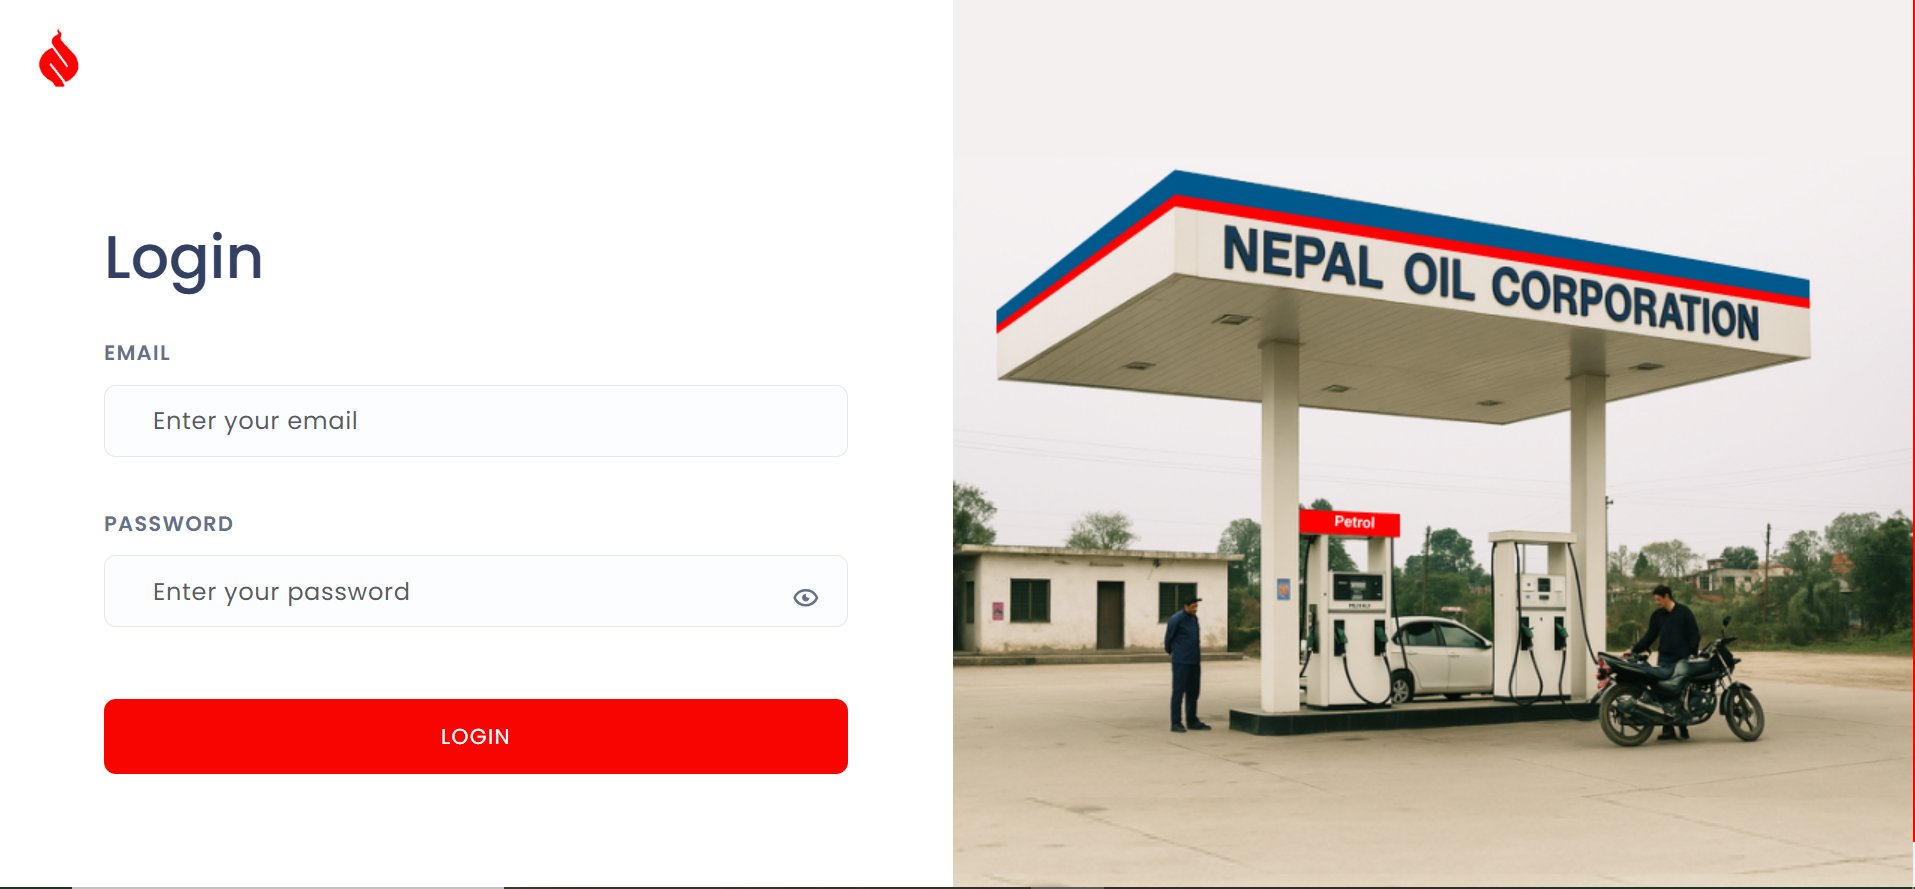 Login
EMAIL
Enter your email
PASSWORD
Enter your password
LOGIN
NEPAL OIL CORPORATION
Petrol